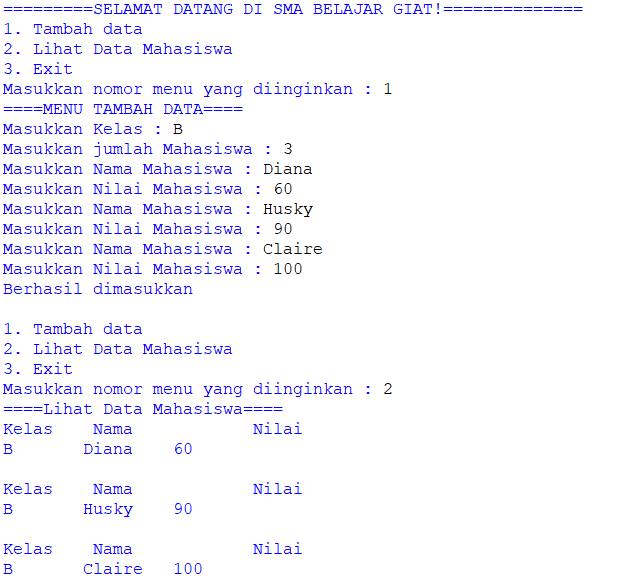 =========SELAMAT DATANG DI SMA BELAJAR GIAT!==============
1. Tambah data
2. Lihat Data Mahasiswa
3. Exit
Masukkan nomor menu yang diinginkan : 1
====MENU TAMBAH DATA====
Masukkan Kelas : B
Masukkan jumlah Mahasiswa : 3
Masukkan Nama Mahasiswa : Diana
Masukkan Nilai Mahasiswa : 60
Masukkan Nama Mahasiswa : Husky
Masukkan Nilai Mahasiswa : 90
Masukkan Nama Mahasiswa : Claire
Masukkan Nilai Mahasiswa : 100
Berhasil dimasukkan

1. Tambah data
2. Lihat Data Mahasiswa
3. Exit
Masukkan nomor menu yang diinginkan : 2
====Lihat Data Mahasiswa====
Kelas    Nama            Nilai
B       Diana    60

Kelas    Nama            Nilai
B       Husky    90

Kelas    Nama            Nilai
B       Claire   100